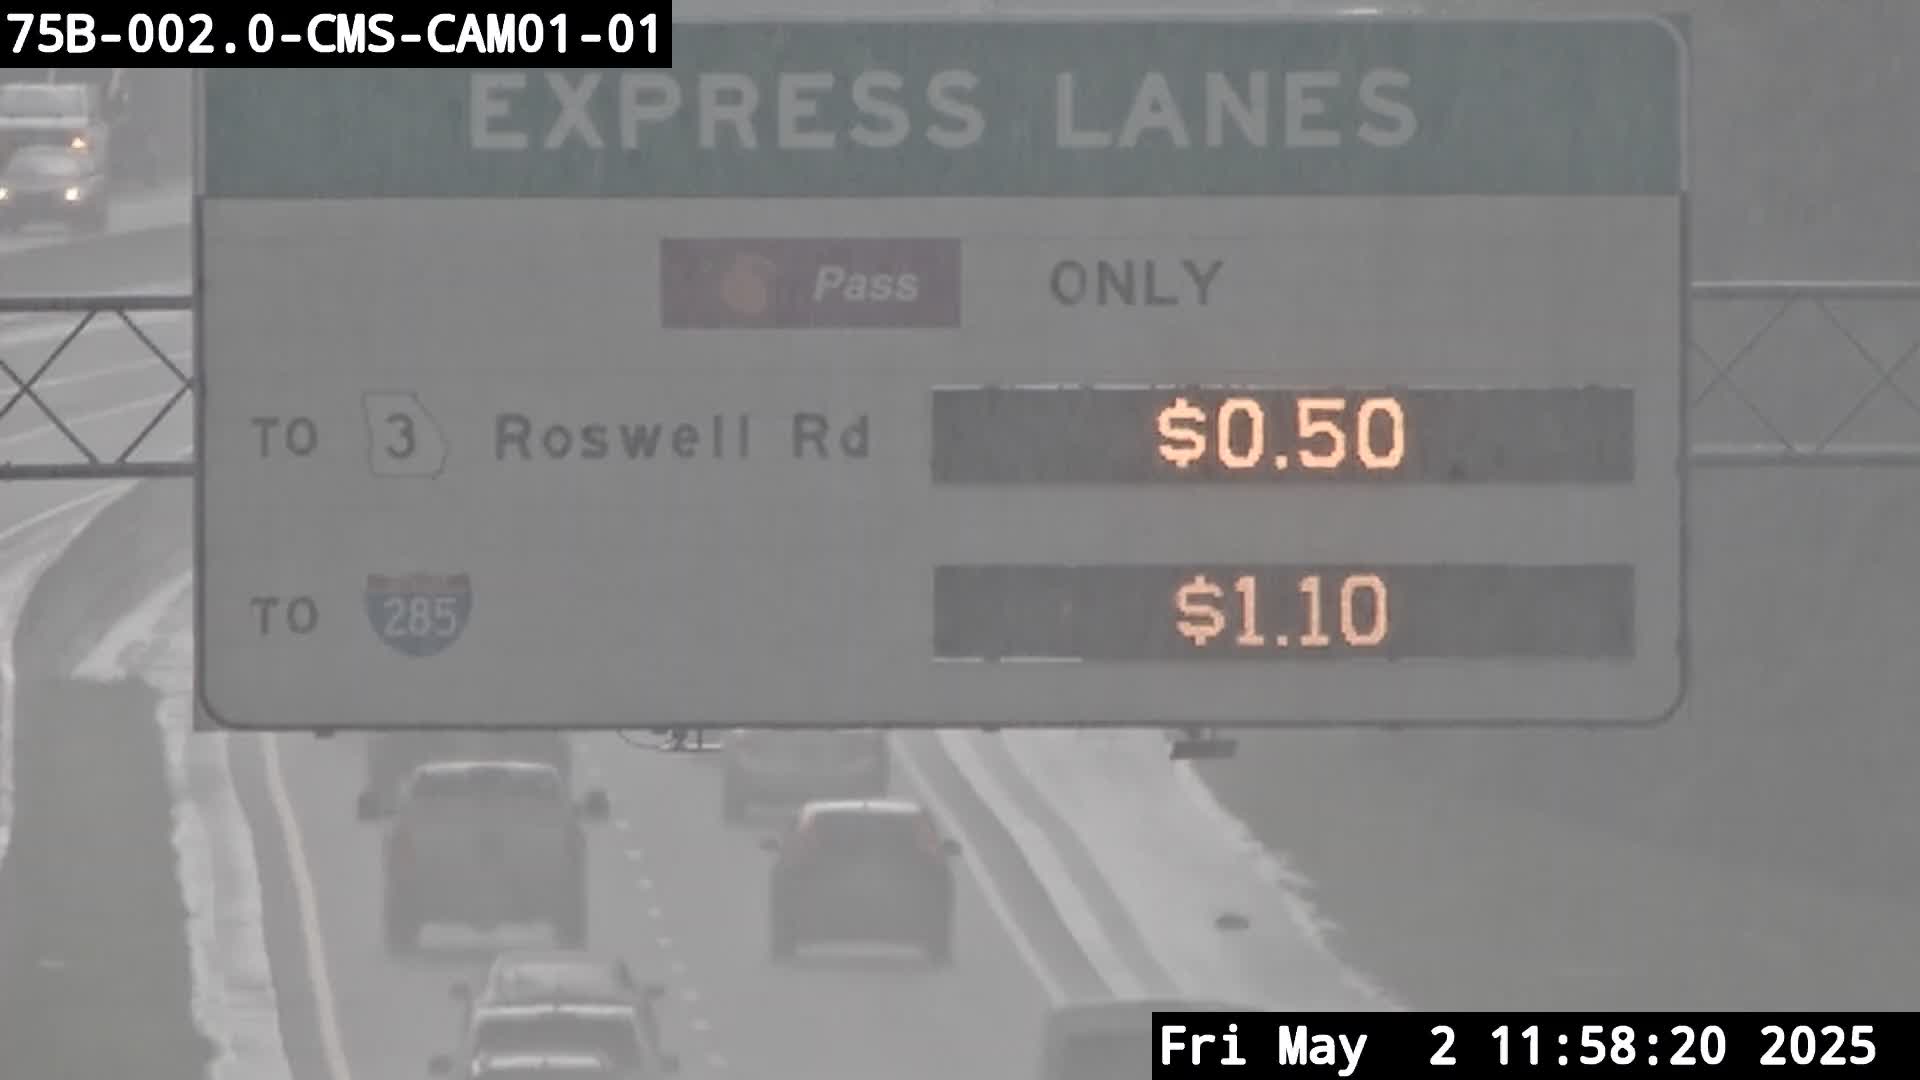 75B-002.0-CMS-CAM01-01
EXPRESS LANES
Pass ONLY
TO 3 Roswell Rd $0.50
TO 285 $1.10
Fri May 2 11:58:20 2025